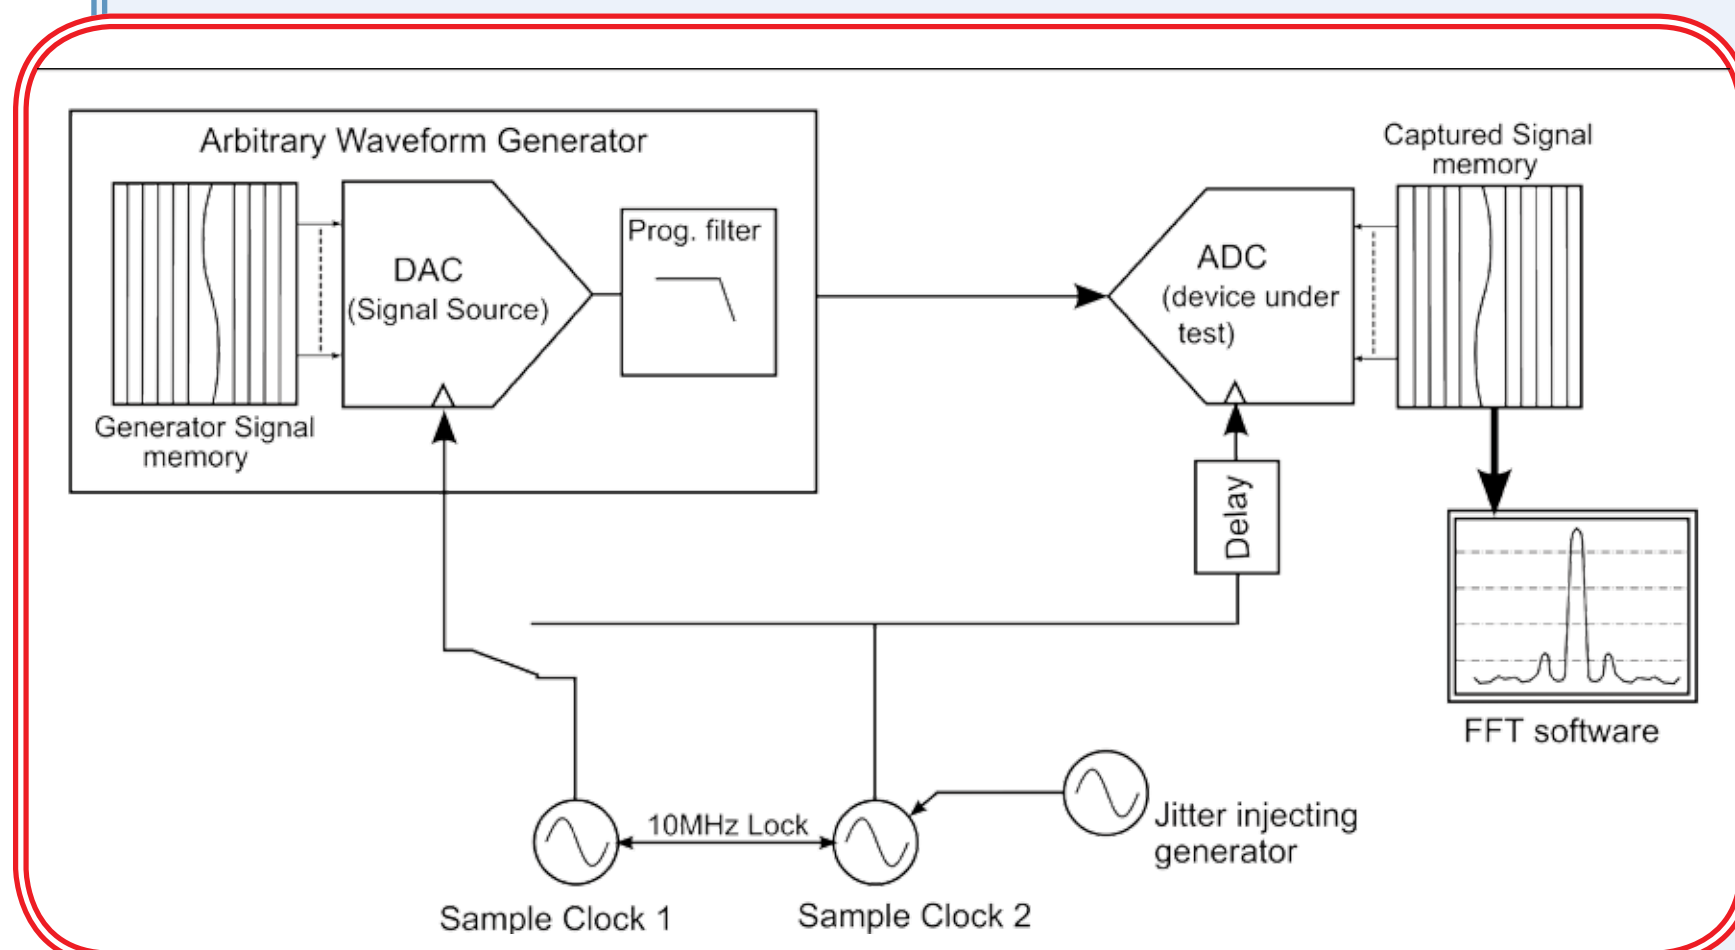 Arbitrary Waveform Generator
Generator Signal
memory
DAC
(Signal Source)
Prog. filter
ADC
(device under
test)
Captured Signal
memory
Delay
FFT software
10MHz Lock
Jitter injecting
generator
Sample Clock 1
Sample Clock 2